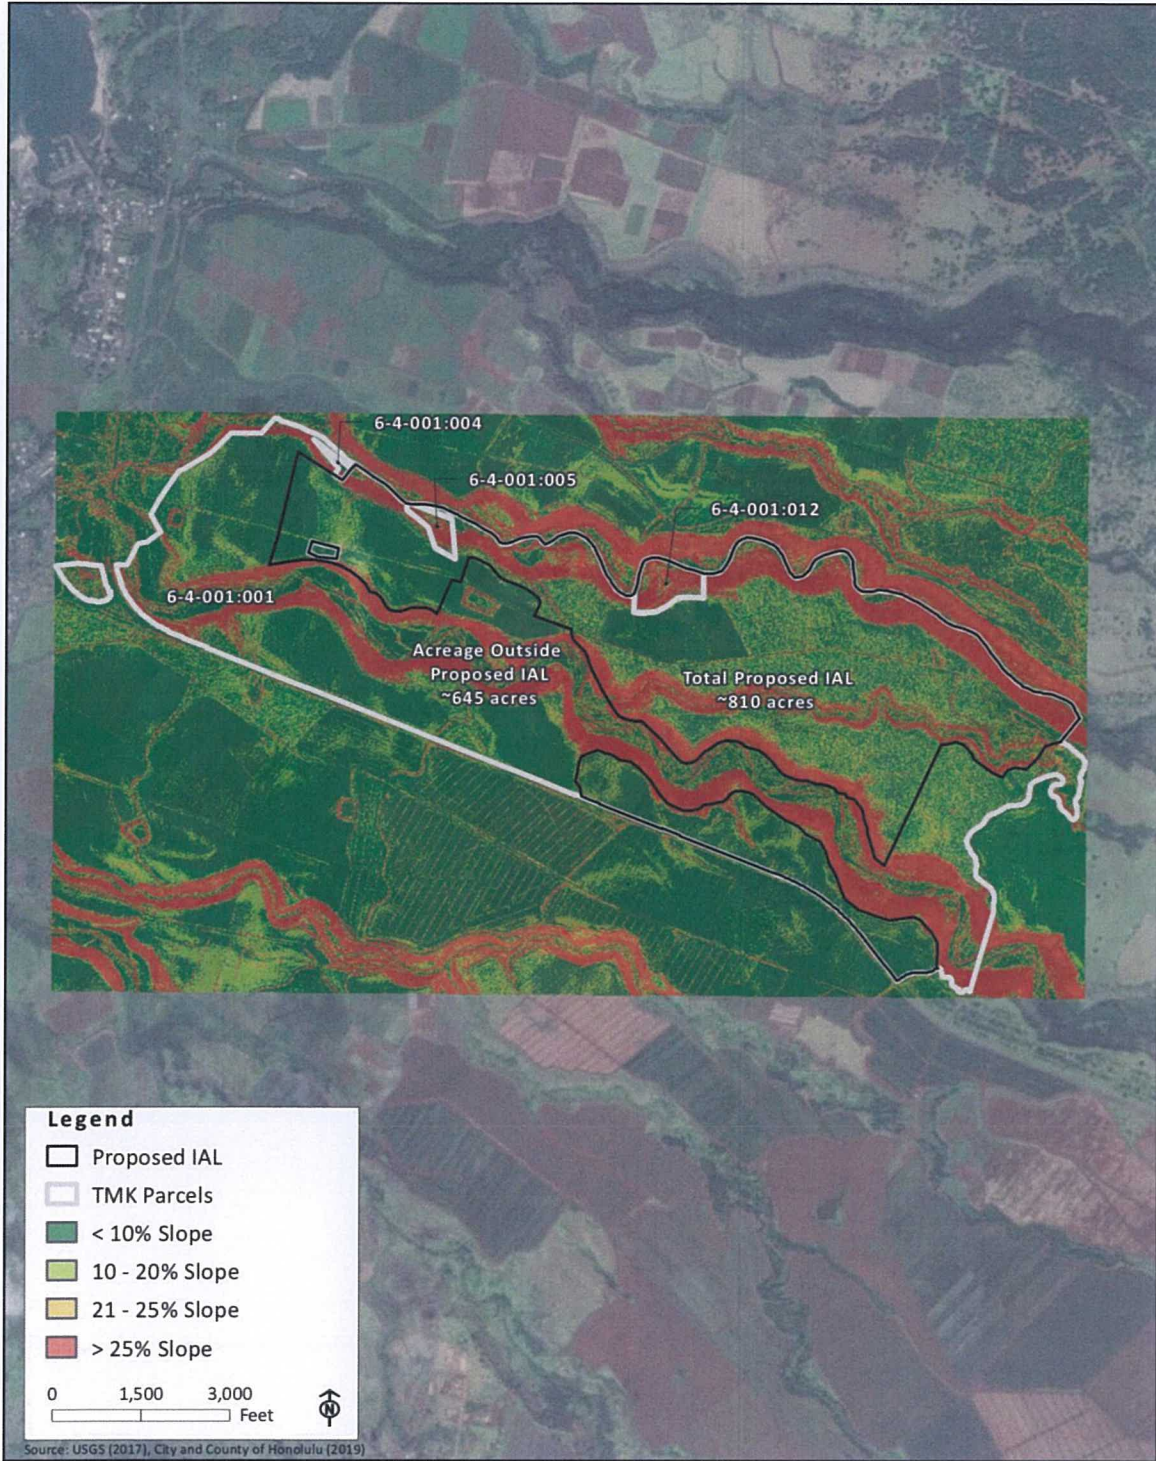 6-4-001:004
6-4-001:005
6-4-001:012
6-4-001:001
Acreage Outside
Proposed IAL
~645 acres
Total Proposed IAL
~810 acres
Legend
Proposed IAL
TMK Parcels
< 10% Slope
10 - 20% Slope
21 - 25% Slope
> 25% Slope
0 1,500 3,000
Feet
N
Source: USGS (2017), City and County of Honolulu (2019)